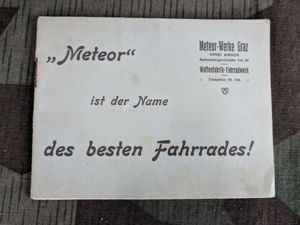 „Meteor“
ist der Name
des besten Fahrrades!
Meteor-Werke Graz
Waffenfabrik-Fahrradwerk